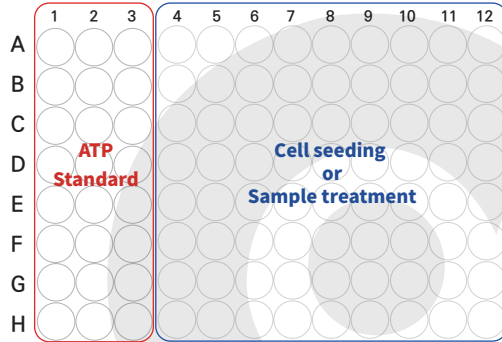 1 2 3 4 5 6 7 8 9 10 11 12
A
B
C
D
E
F
G
H
ATP
Standard
Cell seeding
or
Sample treatment